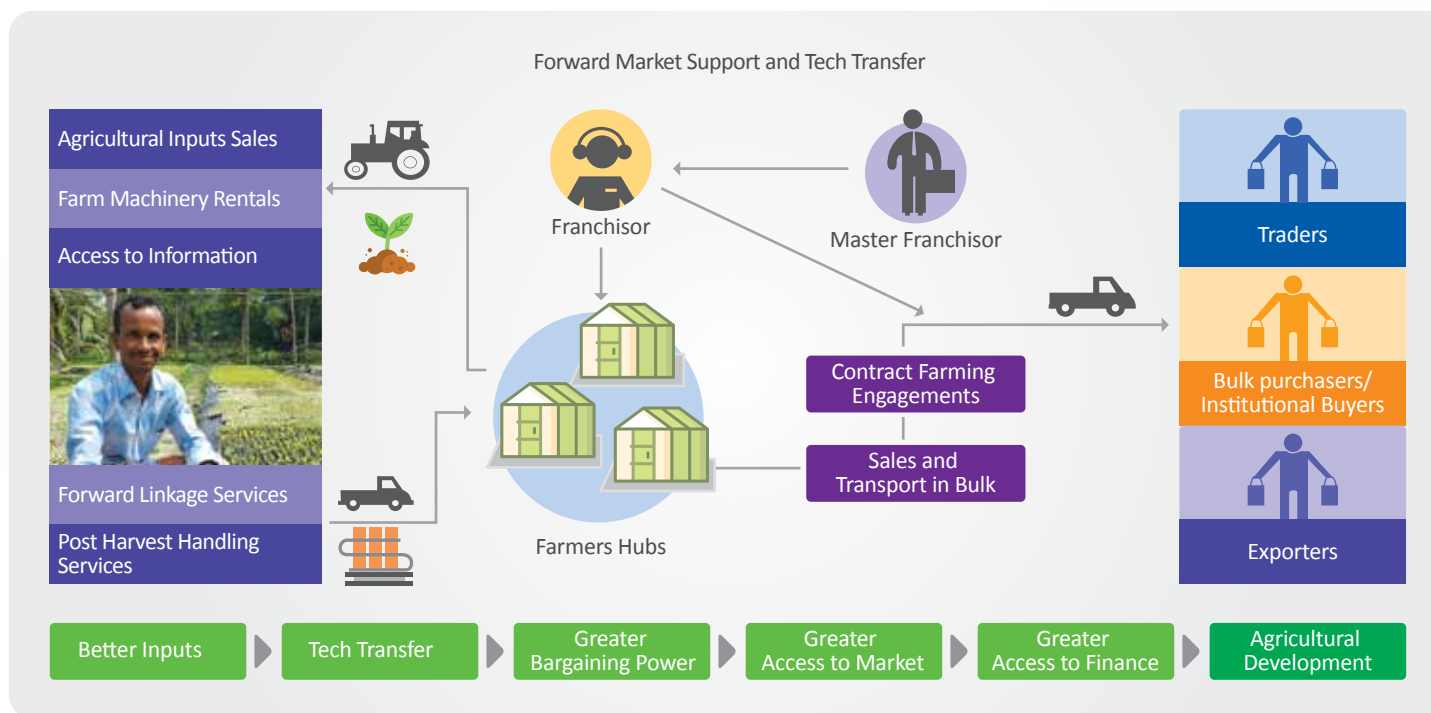 Forward Market Support and Tech Transfer
Agricultural Inputs Sales
Farm Machinery Rentals
Access to Information
Forward Linkage Services
Post Harvest Handling
Services
Franchisor
Master Franchisor
Farmers Hubs
Contract Farming
Engagements
Sales and
Transport in Bulk
Traders
Bulk purchasers/
Institutional Buyers
Exporters
Better Inputs
Tech Transfer
Greater
Bargaining Power
Greater
Access to Market
Greater
Access to Finance
Agricultural
Development